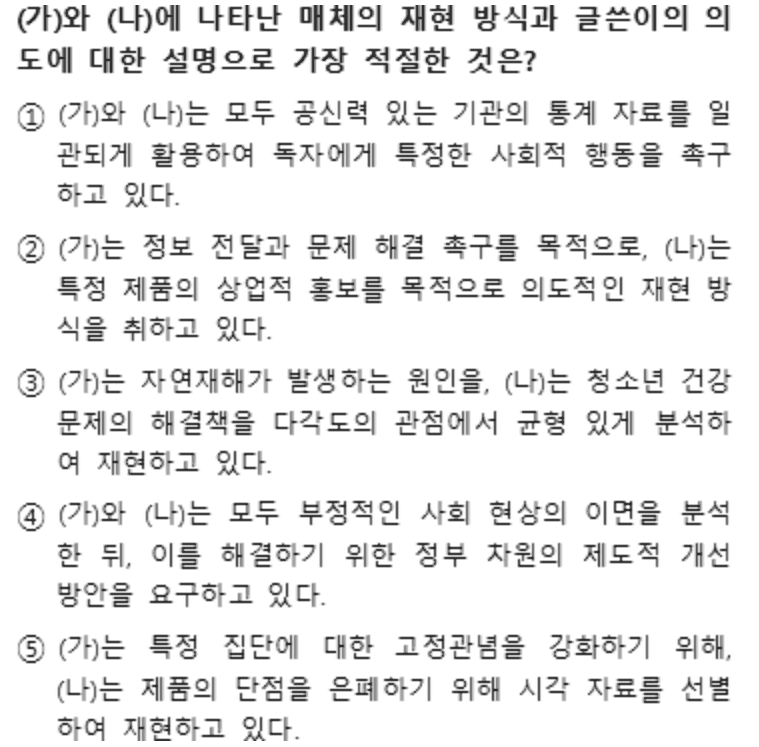 (가)와 (나)에 나타난 매체의 재현 방식과 글쓴이의 의
도에 대한 설명으로 가장 적절한 것은?
① (가)와 (나)는 모두 공신력 있는 기관의 통계 자료를 일
관되게 활용하여 독자에게 특정한 사회적 행동을 촉구
하고 있다.
② (가)는 정보 전달과 문제 해결 촉구를 목적으로, (나)는
특정 제품의 상업적 홍보를 목적으로 의도적인 재현 방
식을 취하고 있다.
③ (가)는 자연재해가 발생하는 원인을, (나)는 청소년 건강
문제의 해결책을 다각도의 관점에서 균형 있게 분석하
여 재현하고 있다.
④ (가)와 (나)는 모두 부정적인 사회 현상의 이면을 분석
한 뒤, 이를 해결하기 위한 정부 차원의 제도적 개선
방안을 요구하고 있다.
⑤ (가)는 특정 집단에 대한 고정관념을 강화하기 위해,
(나)는 제품의 단점을 은폐하기 위해 시각 자료를 선별
하여 재현하고 있다.